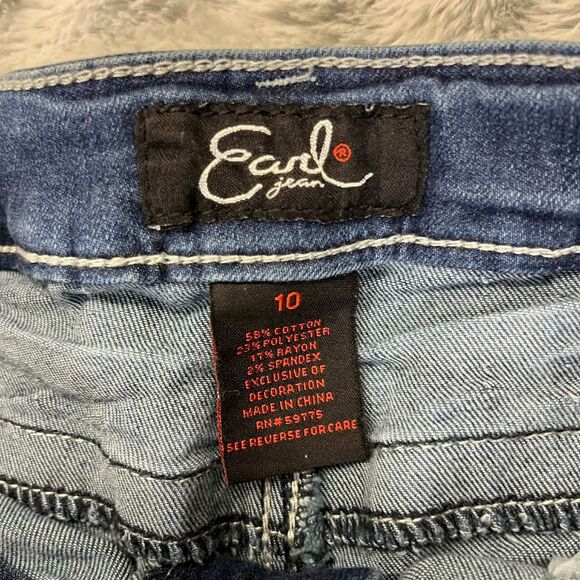 Earl®
jean
10
58% COTTON
23% POLYESTER
17% RAYON
2% SPANDEX
EXCLUSIVE OF
DECORATION
MADE IN CHINA
RN# 59775
SEE REVERSE FOR CARE